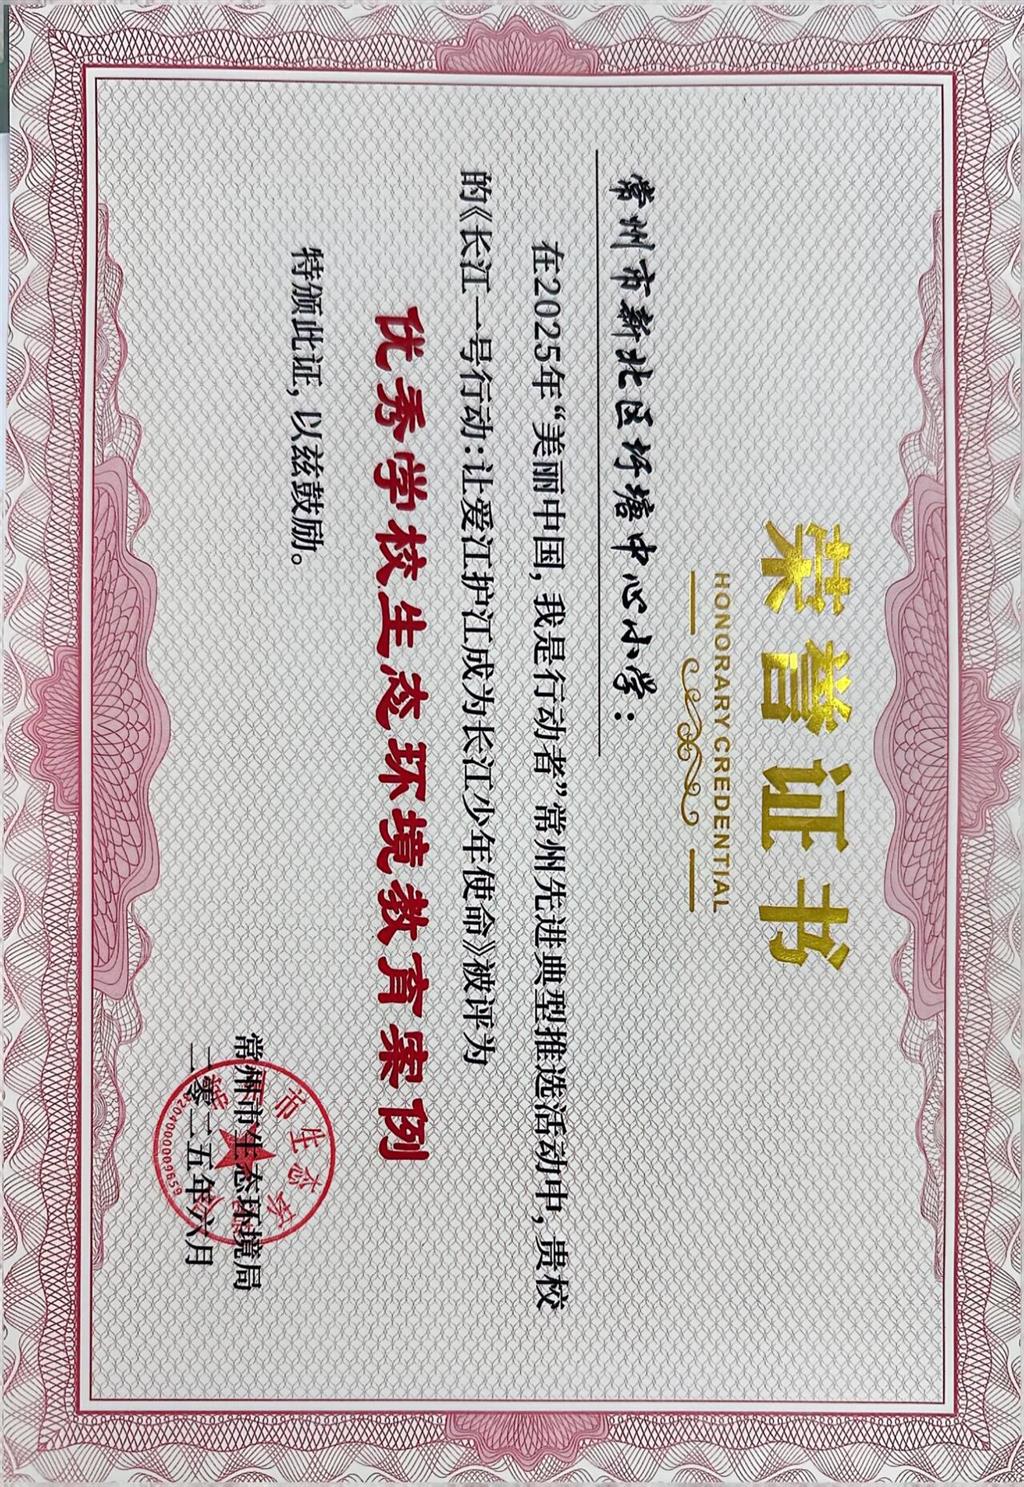 荣誉证书
HONORARY CREDENTIAL
常州市新北区圩塘中心小学：
在2025年“美丽中国，我是行动者”常州先进典型推选活动中，贵校
的《长江一号行动：让爱江护江成为长江少年使命》被评为
优秀学校生态环境教育案例
特颁此证，以兹鼓励。
常州市生态环境局
二零二五年六月
市生态环